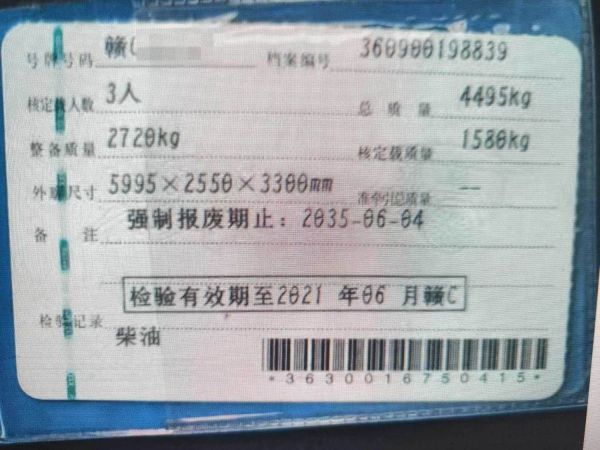 号牌号码 赣C 档案编号 360900198839
核定载人数 3人 总质量 4495kg
整备质量 2720kg 核定载质量 1580kg
外廓尺寸 5995×2550×3300mm 准牵引总质量 --
备注 强制报废期止：2035-06-04
检验有效期至2021 年06 月赣C
检验记录
柴油
*3630016750415*